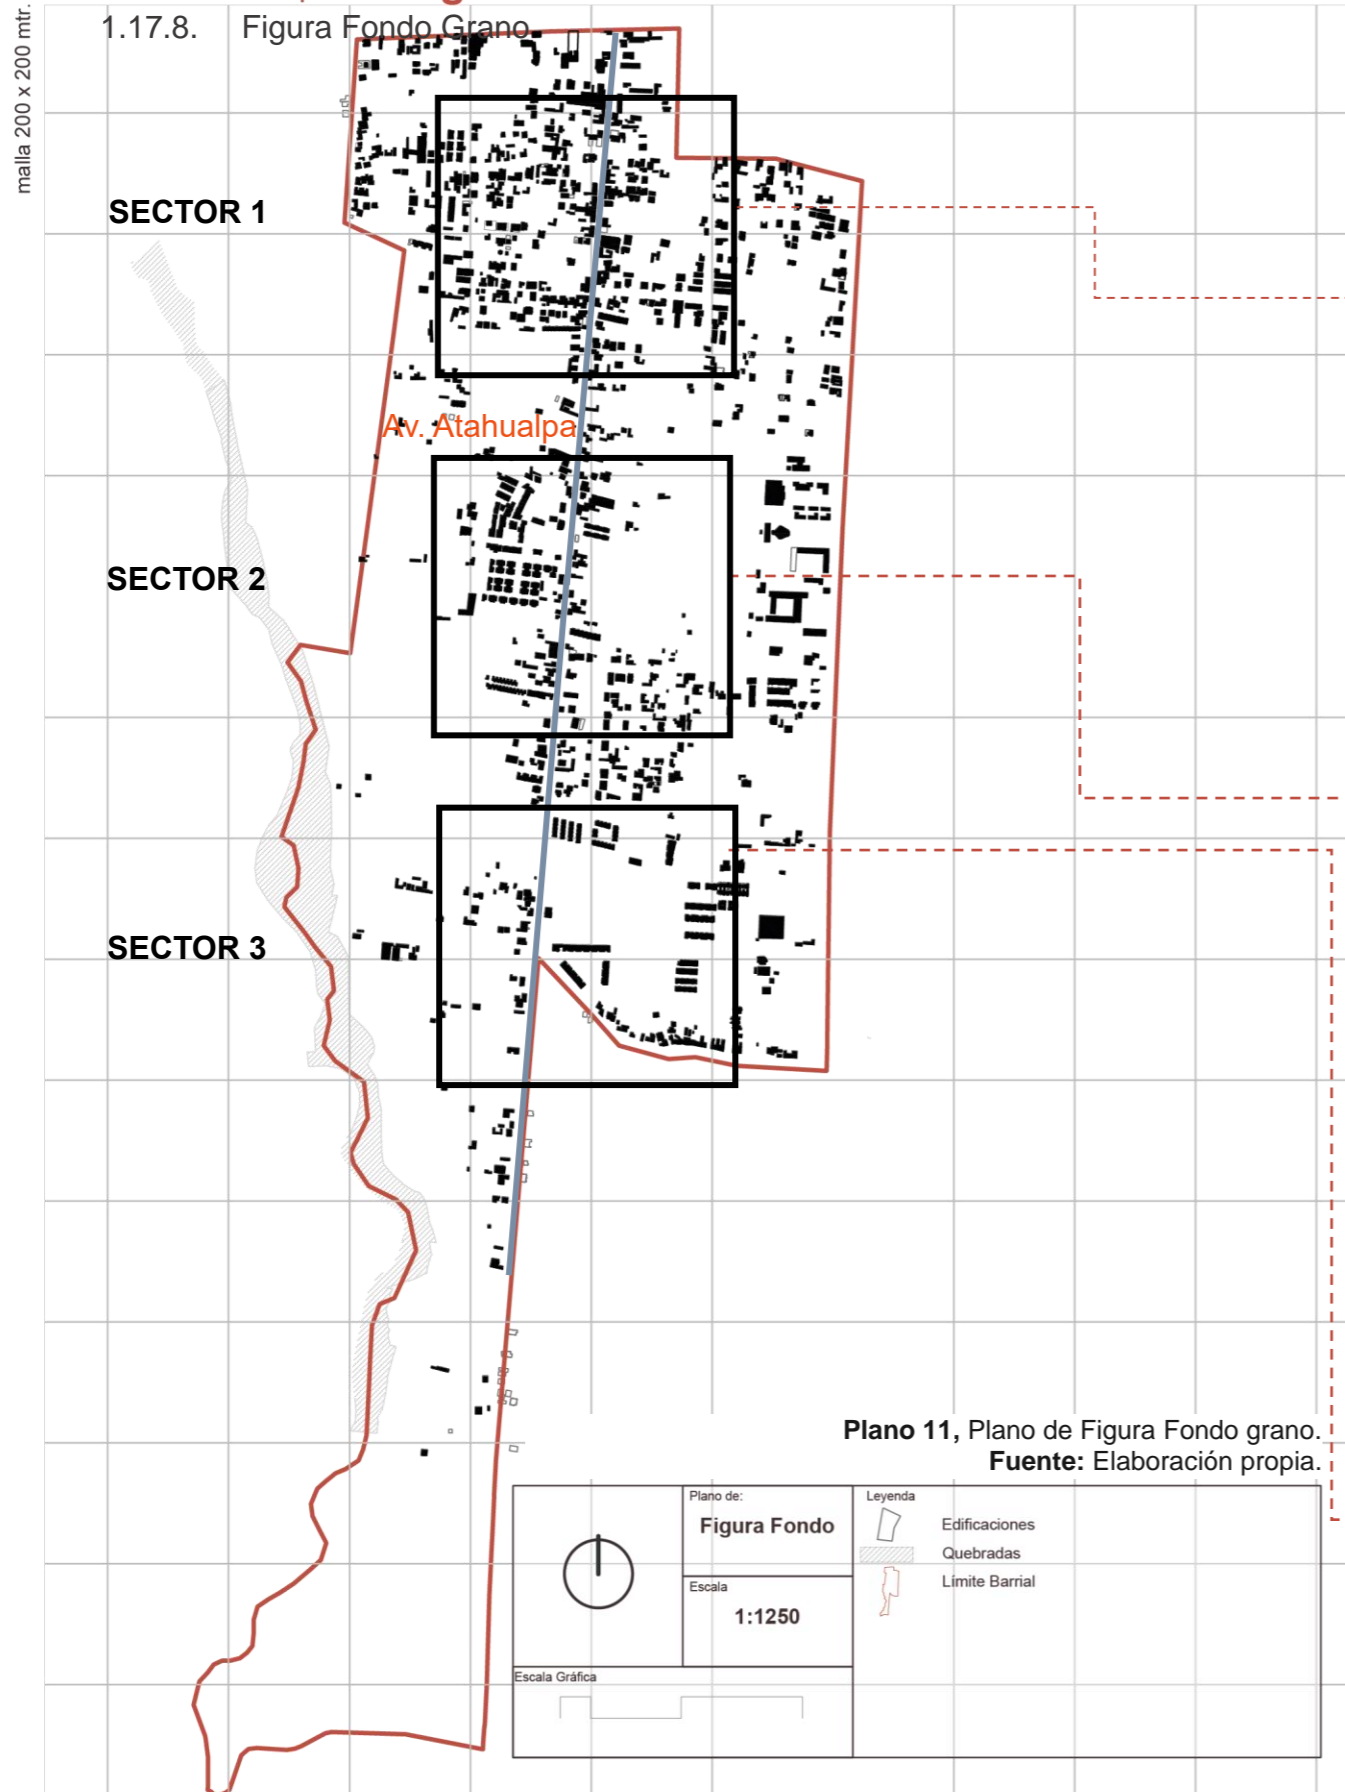 1.17.8. Figura Fondo Grano
malla 200 x 200 mtr.
SECTOR 1
Av. Atahualpa
SECTOR 2
SECTOR 3
Plano 11, Plano de Figura Fondo grano.
Fuente: Elaboración propia.
Plano de:
Figura Fondo
Escala
1:1250
Escala Gráfica
Leyenda
Edificaciones
Quebradas
Límite Barrial